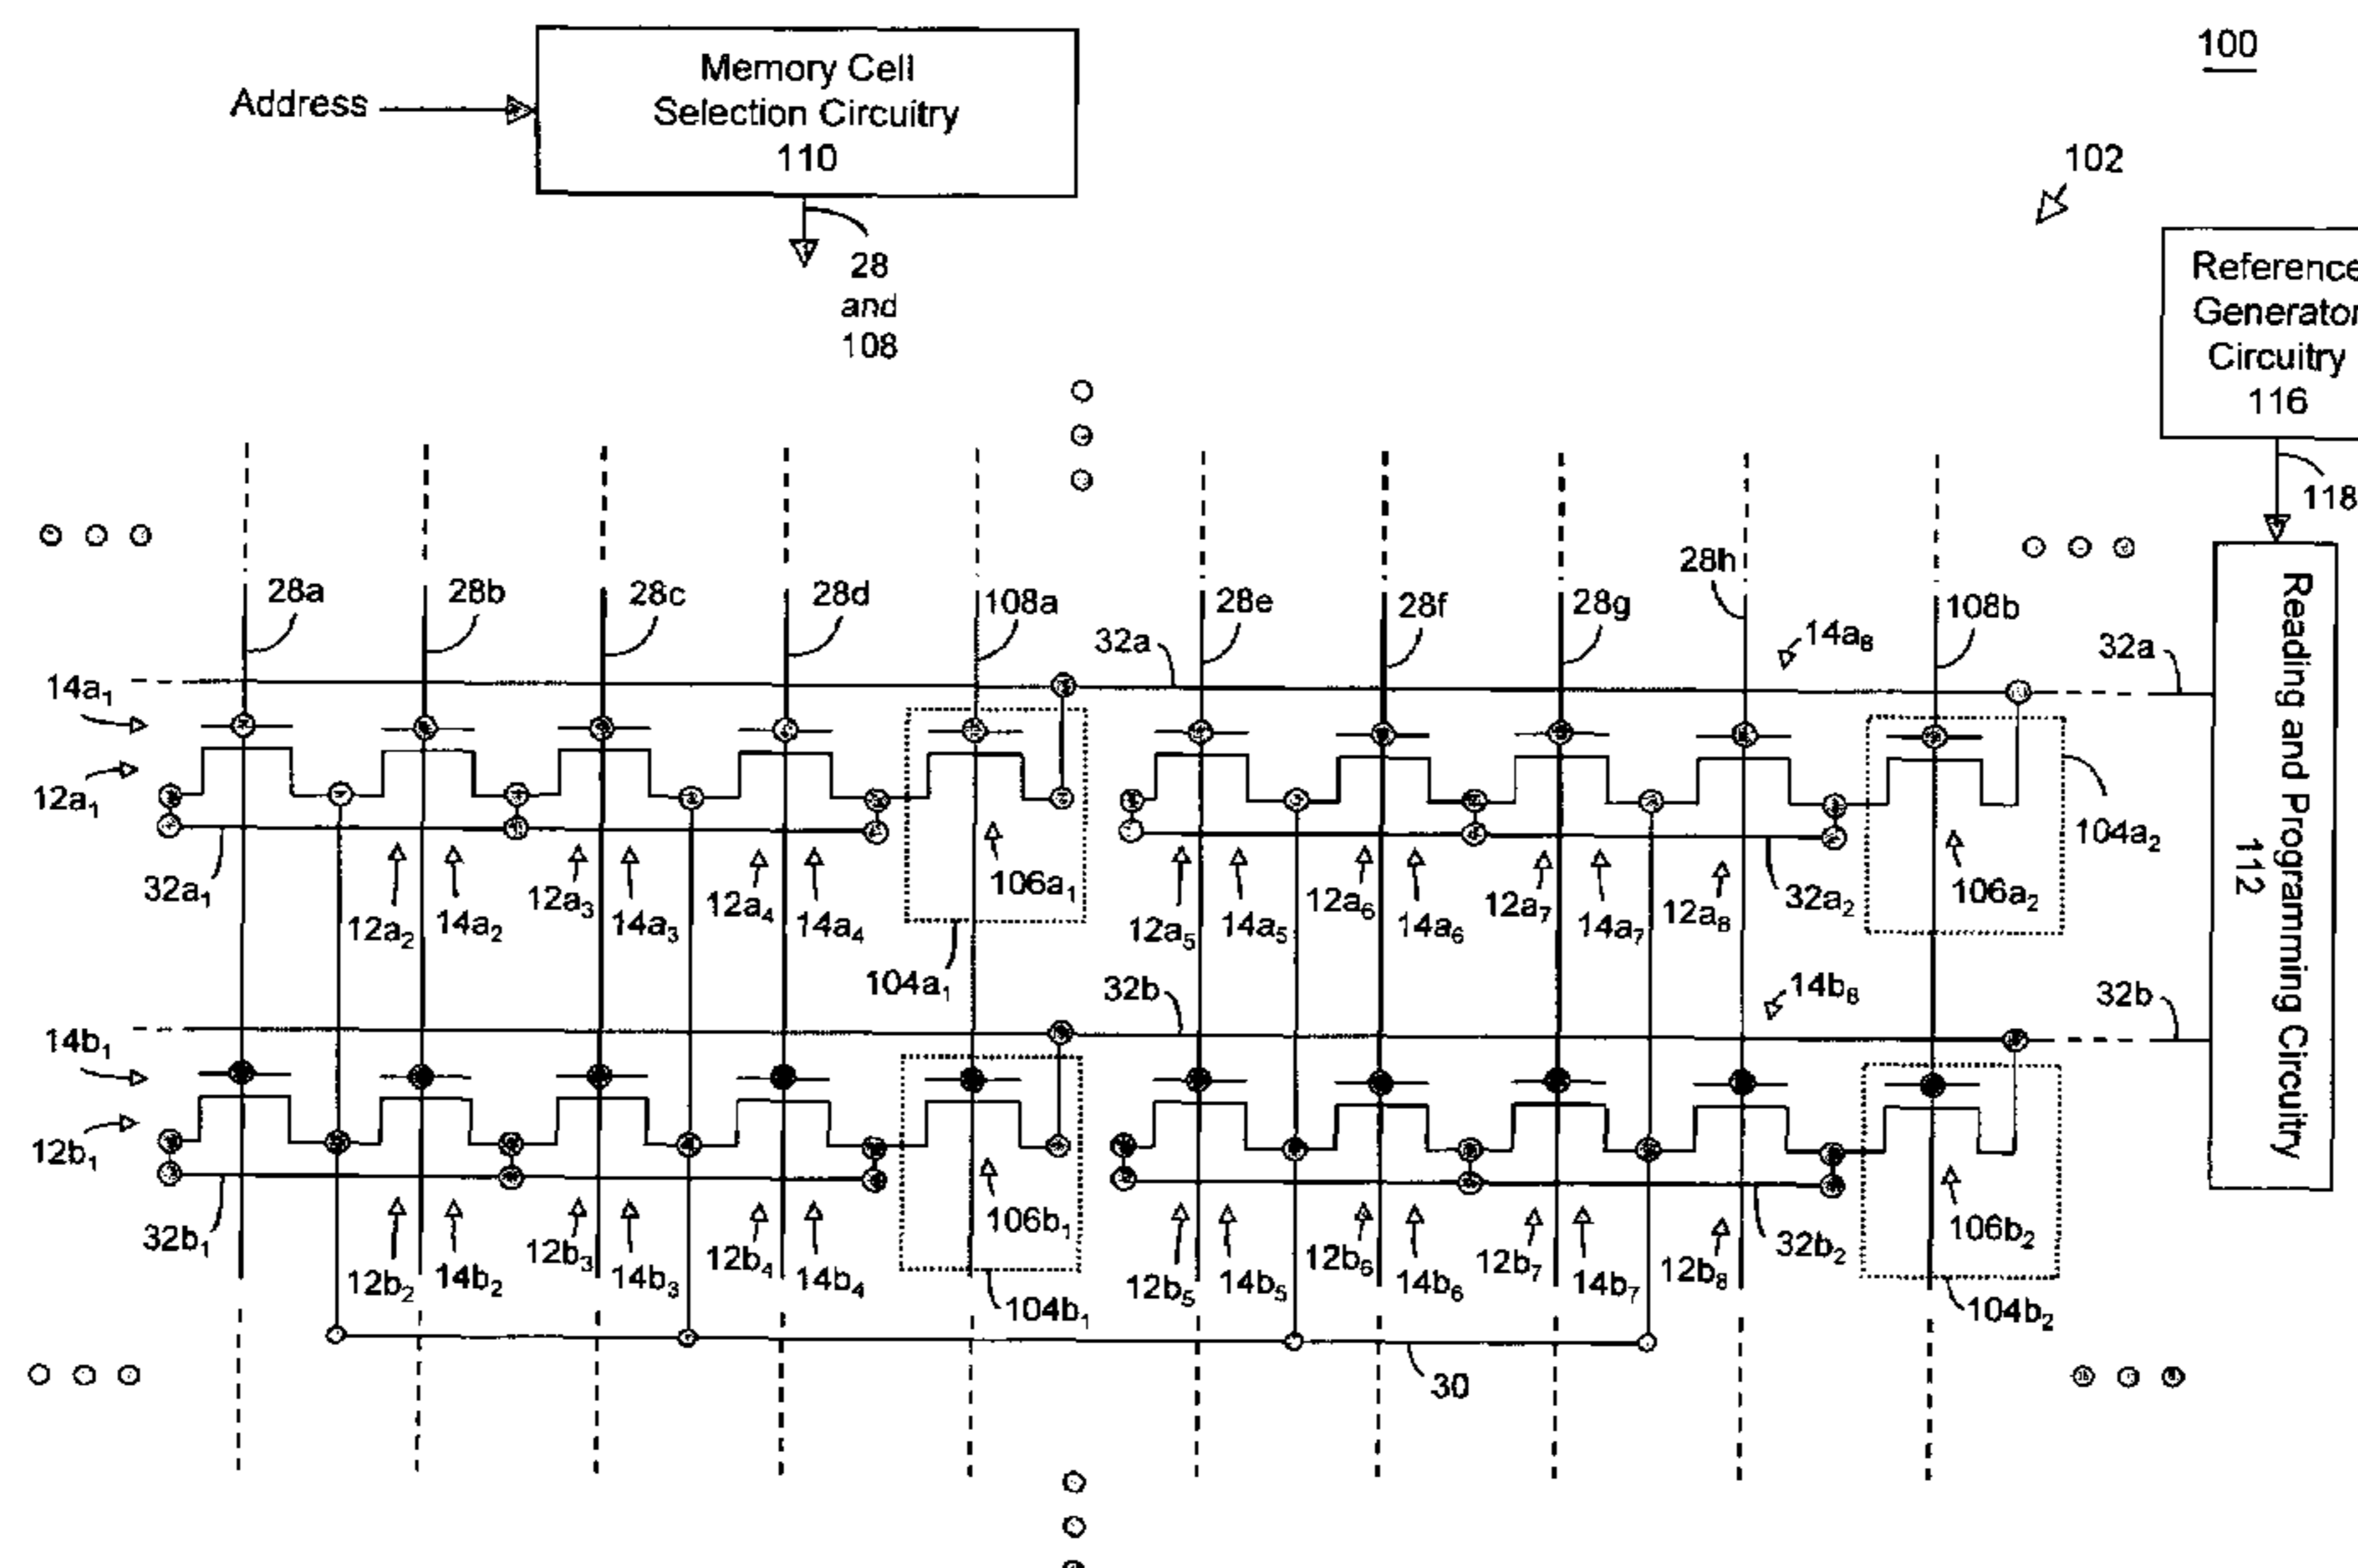 100
Memory Cell
Selection Circuitry
110
Address
102
28
and
108
Reference
Generator
Circuitry
116
118
28a 28b 28c 28d 108a 28e 28f 28g 28h 108b
32a 14a₈ 32a
14a₁
12a₁
32a₁ 12a₂ 14a₂ 12a₃ 14a₃ 12a₄ 14a₄ 106a₁ 12a₅ 14a₅ 12a₆ 14a₆ 12a₇ 14a₇ 12a₈ 32a₂ 106a₂ 104a₂
104a₁
Reading and Programming Circuitry
112
32b 14b₈ 32b
14b₁
12b₁
32b₁ 12b₂ 14b₂ 12b₃ 14b₃ 12b₄ 14b₄ 106b₁ 12b₅ 14b₅ 12b₆ 14b₆ 12b₇ 14b₇ 12b₈ 32b₂ 106b₂
104b₁ 104b₂
30